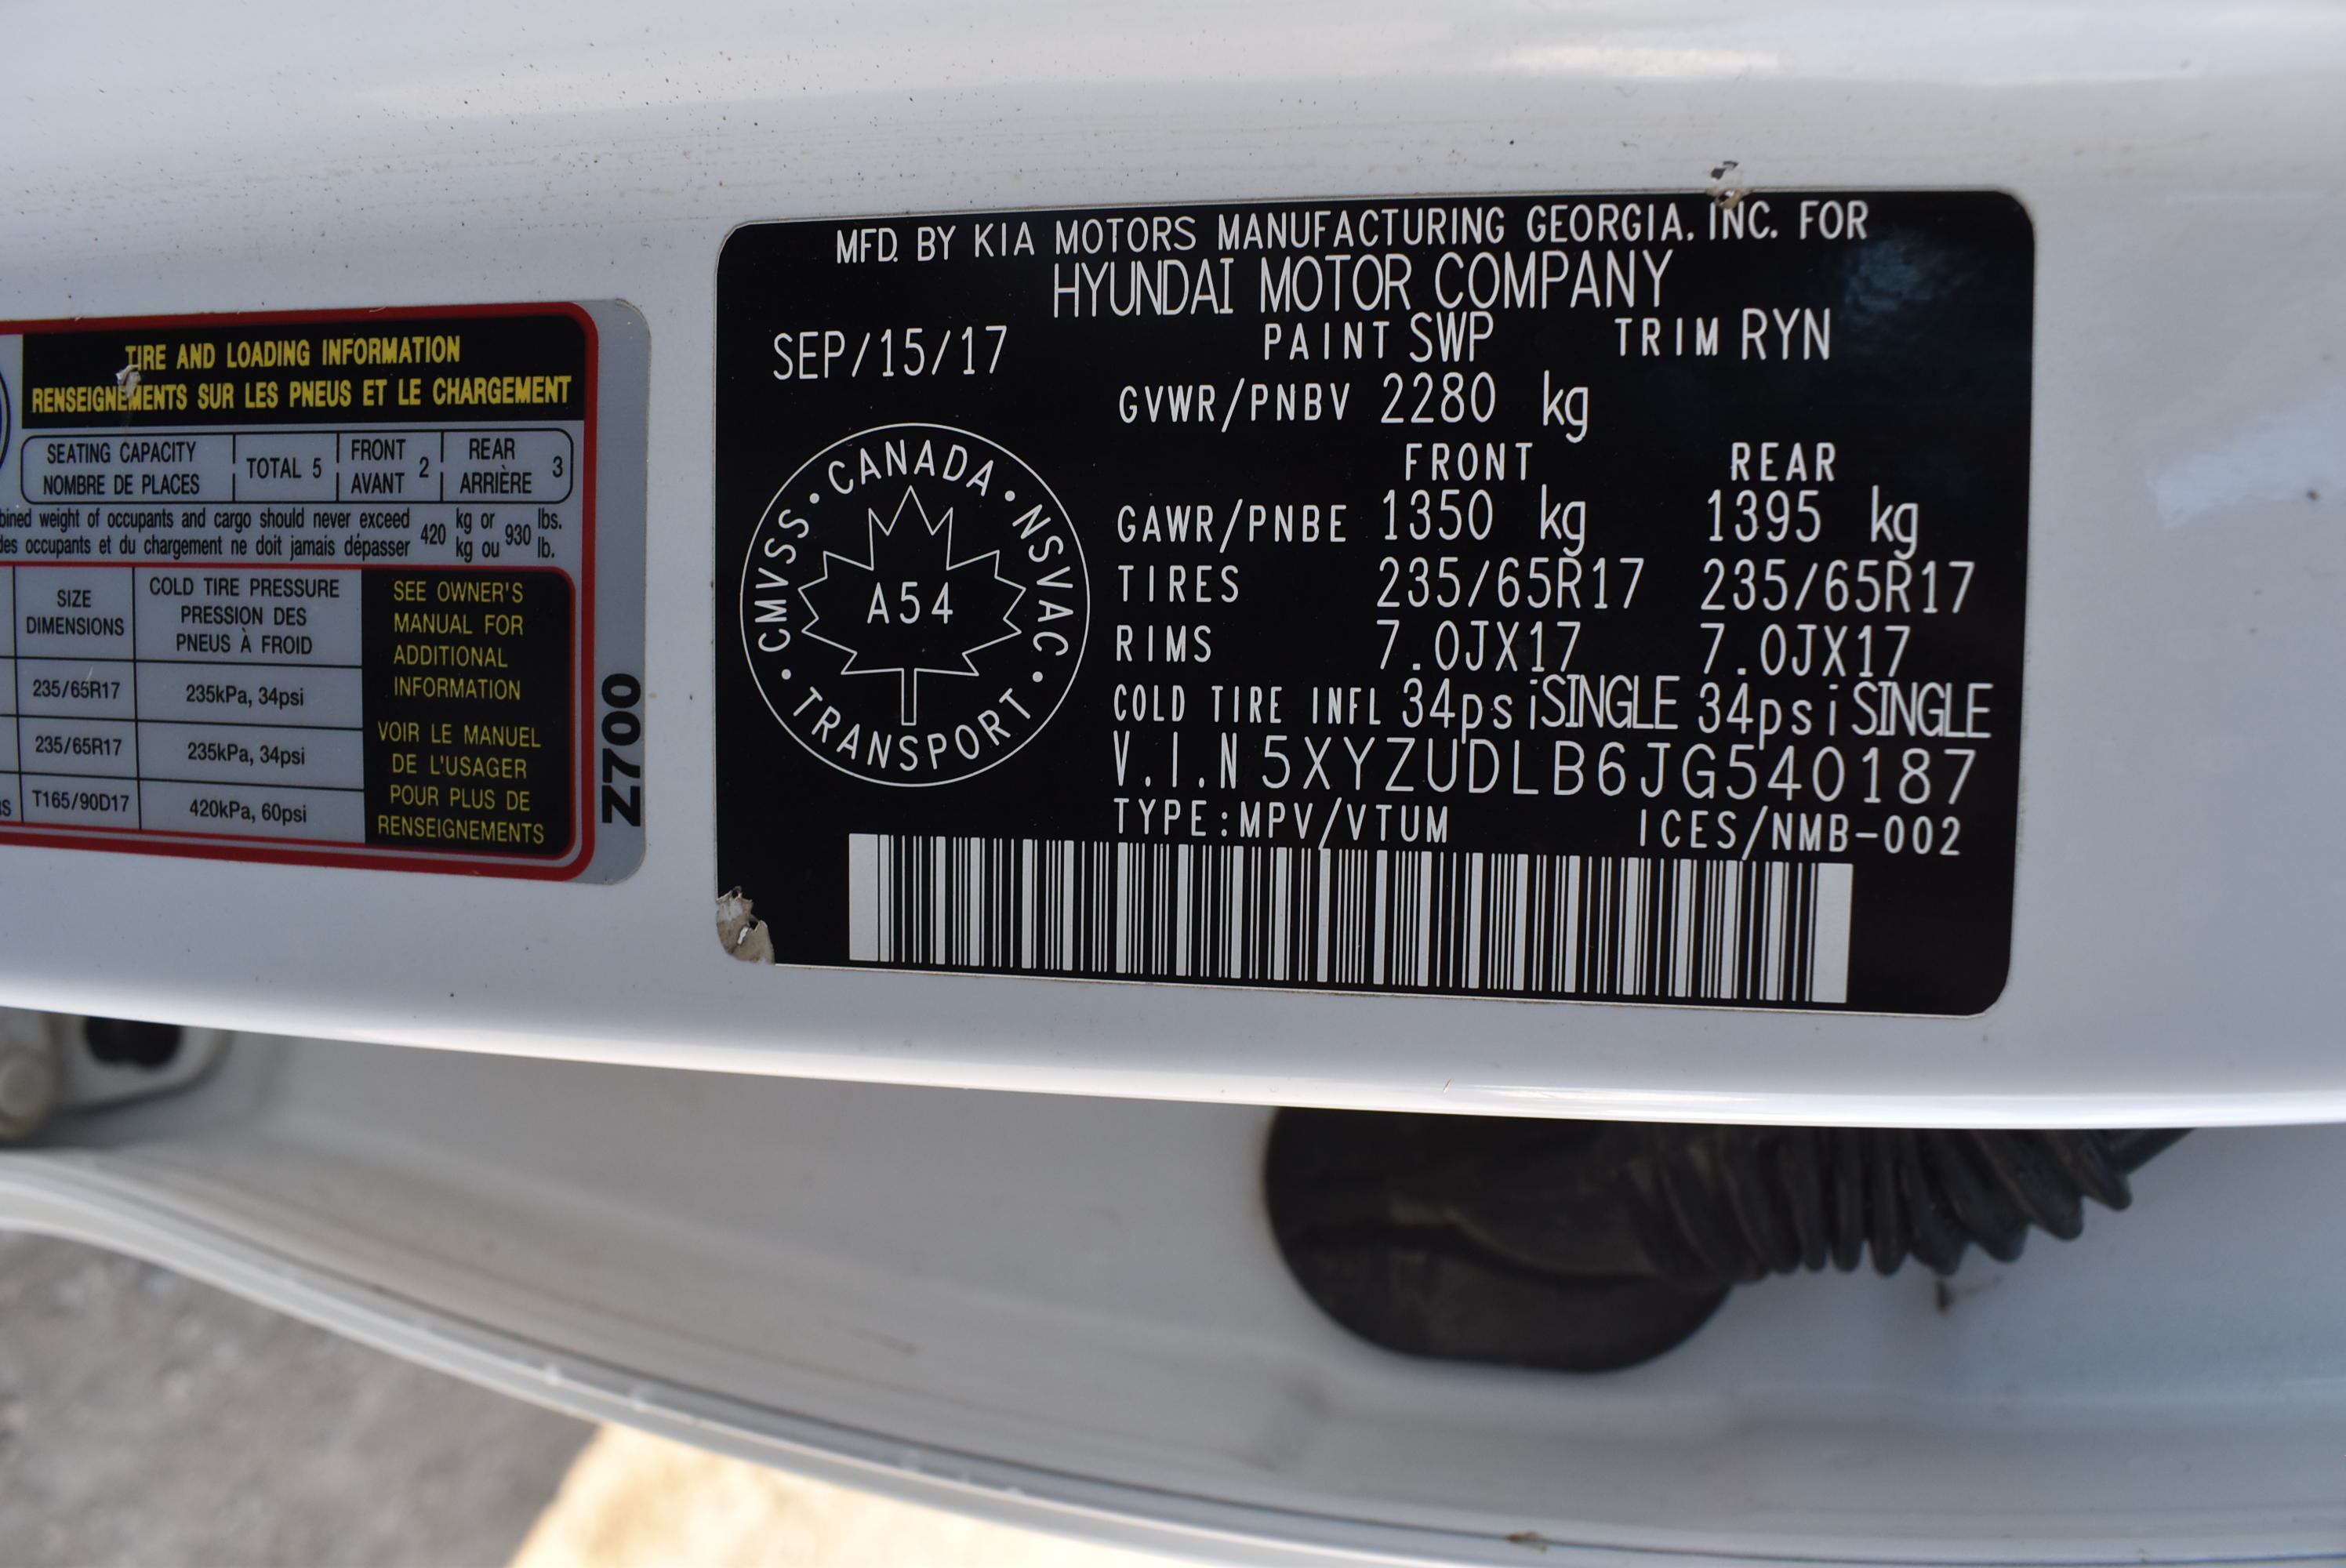 TIRE AND LOADING INFORMATION
RENSEIGNEMENTS SUR LES PNEUS ET LE CHARGEMENT
SEATING CAPACITY
NOMBRE DE PLACES
TOTAL 5
FRONT
AVANT
2
REAR
ARRIÈRE
3
weight of occupants and cargo should never exceed 420 kg or 930 lbs.
des occupants et du chargement ne doit jamais dépasser 420 kg ou 930 lb.
SIZE
DIMENSIONS
COLD TIRE PRESSURE
PRESSION DES
PNEUS À FROID
235/65R17 235kPa, 34psi
235/65R17 235kPa, 34psi
T165/90D17 420kPa, 60psi
SEE OWNER'S
MANUAL FOR
ADDITIONAL
INFORMATION
VOIR LE MANUEL
DE L'USAGER
POUR PLUS DE
RENSEIGNEMENTS
Z700
MFD. BY KIA MOTORS MANUFACTURING GEORGIA, INC. FOR
HYUNDAI MOTOR COMPANY
SEP/15/17 PAINT SWP TRIM RYN
GVWR/PNBV 2280 kg
FRONT REAR
GAWR/PNBE 1350 kg 1395 kg
TIRES 235/65R17 235/65R17
RIMS 7.0JX17 7.0JX17
COLD TIRE INFL 34psi SINGLE 34psi SINGLE
V.I.N 5XYZUDLB6JG540187
TYPE:MPV/VTUM ICES/NMB-002
CANADA • NSVAC • TRANSPORT • CMVSS •
A54